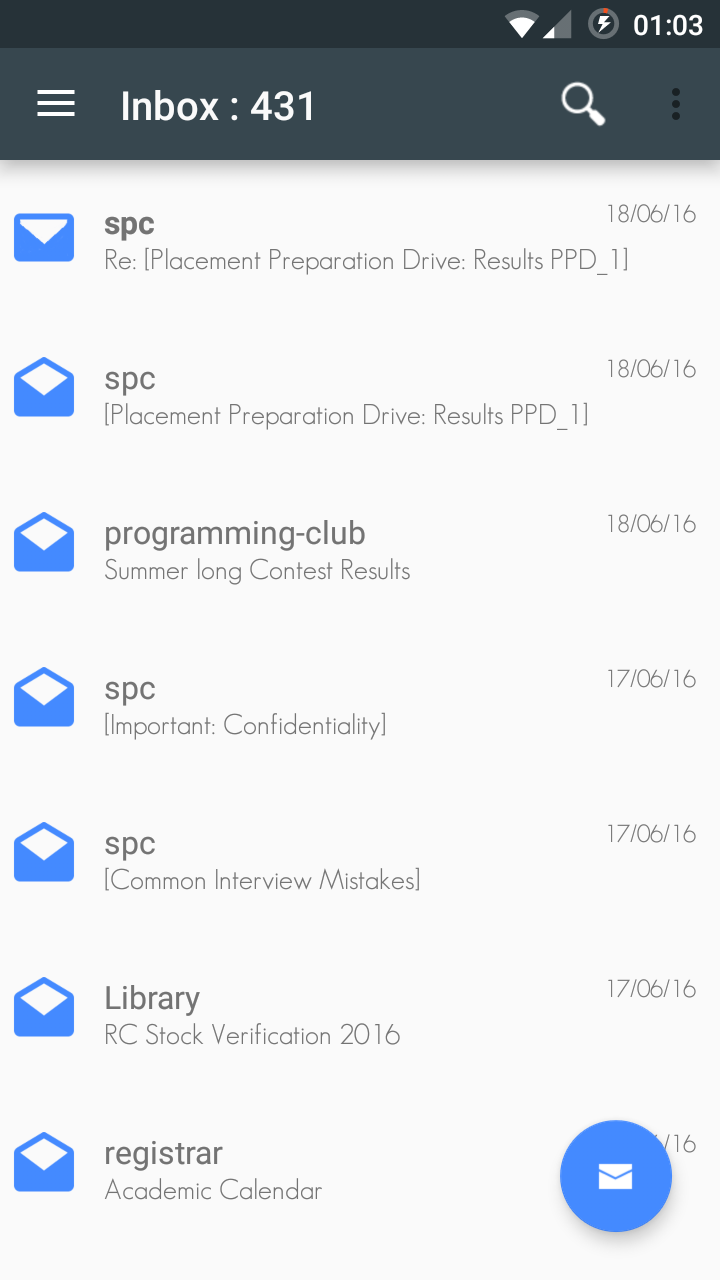 01:03
Inbox : 431
spc
18/06/16
Re: [Placement Preparation Drive: Results PPD_1]
spc
18/06/16
[Placement Preparation Drive: Results PPD_1]
programming-club
18/06/16
Summer long Contest Results
spc
17/06/16
[Important: Confidentiality]
spc
17/06/16
[Common Interview Mistakes]
Library
17/06/16
RC Stock Verification 2016
registrar
/16
Academic Calendar